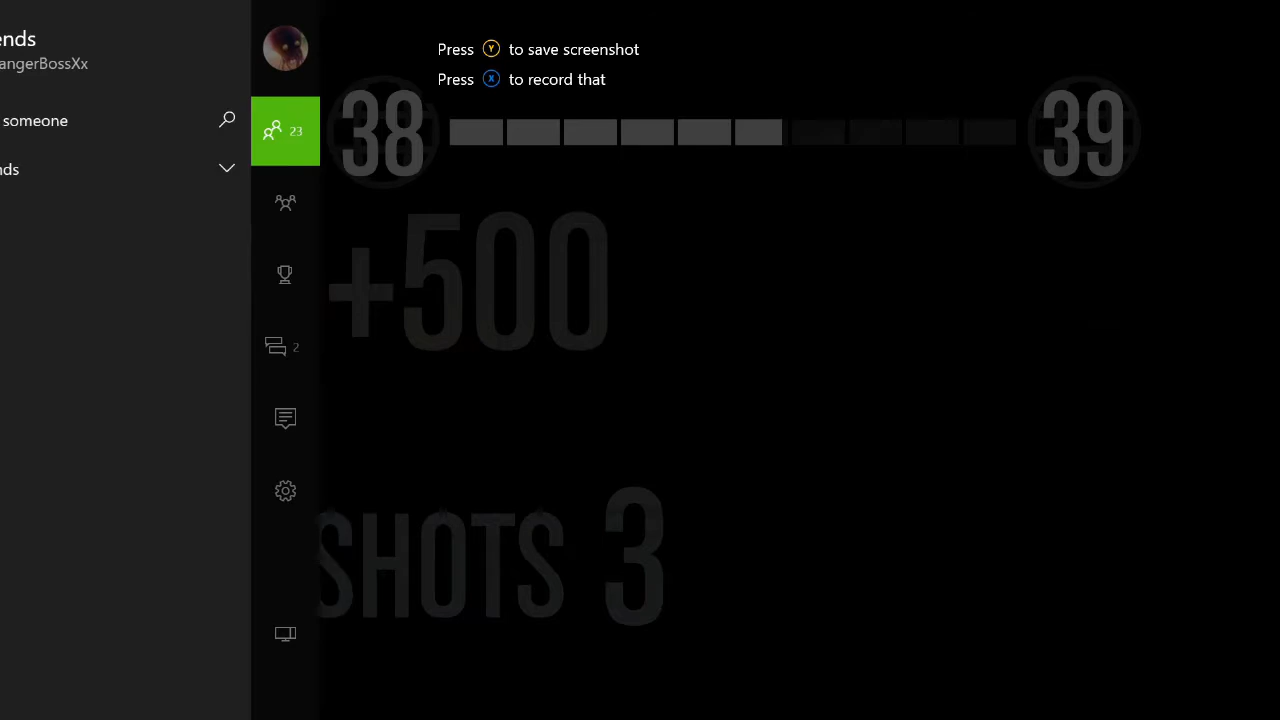 ends
angerBossXx
someone
nds
23
2
Press Y to save screenshot
Press X to record that
38
39
+500
SHOTS 3